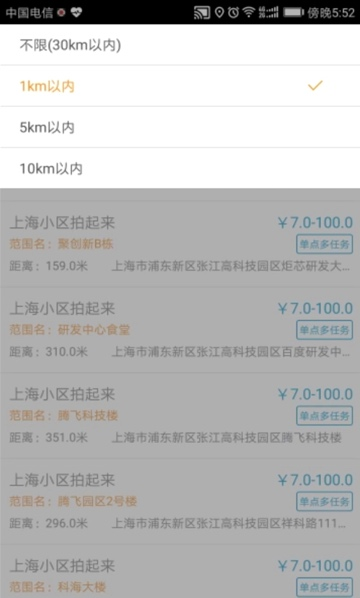 中国电信 傍晚5:52
不限(30km以内)
1km以内
5km以内
10km以内
上海小区拍起来 ¥7.0-100.0
范围名：聚创新B栋 单点多任务
距离：159.0米 上海市浦东新区张江高科技园区炬芯研发大...
上海小区拍起来 ¥7.0-100.0
范围名：研发中心食堂 单点多任务
距离：310.0米 上海市浦东新区张江高科技园区百度研发中...
上海小区拍起来 ¥7.0-100.0
范围名：腾飞科技楼 单点多任务
距离：351.0米 上海市浦东新区张江高科技园区腾飞科技楼
上海小区拍起来 ¥7.0-100.0
范围名：腾飞园区2号楼 单点多任务
距离：296.0米 上海市浦东新区张江高科技园区祥科路111...
上海小区拍起来 ¥7.0-100.0
范围名：科海大楼 单点多任务